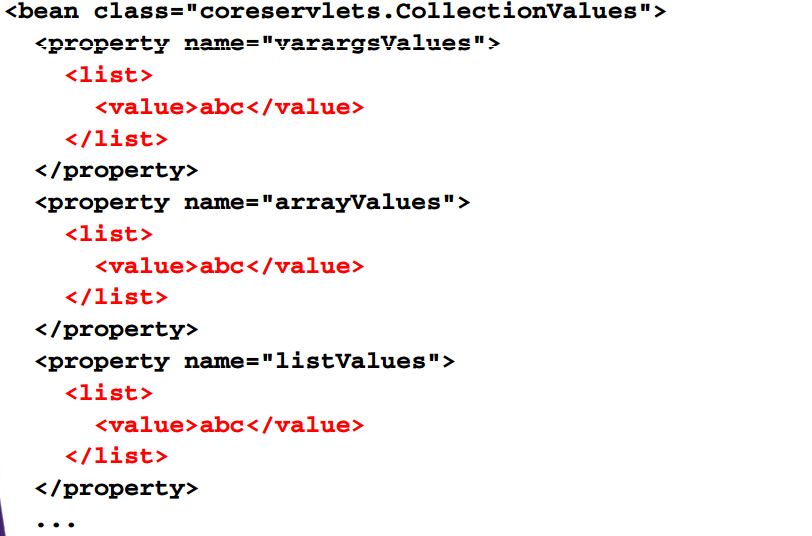 <bean class="coreservlets.CollectionValues">
<property name="varargsValues">
<list>
<value>abc</value>
</list>
</property>
<property name="arrayValues">
<list>
<value>abc</value>
</list>
</property>
<property name="listValues">
<list>
<value>abc</value>
</list>
</property>
...